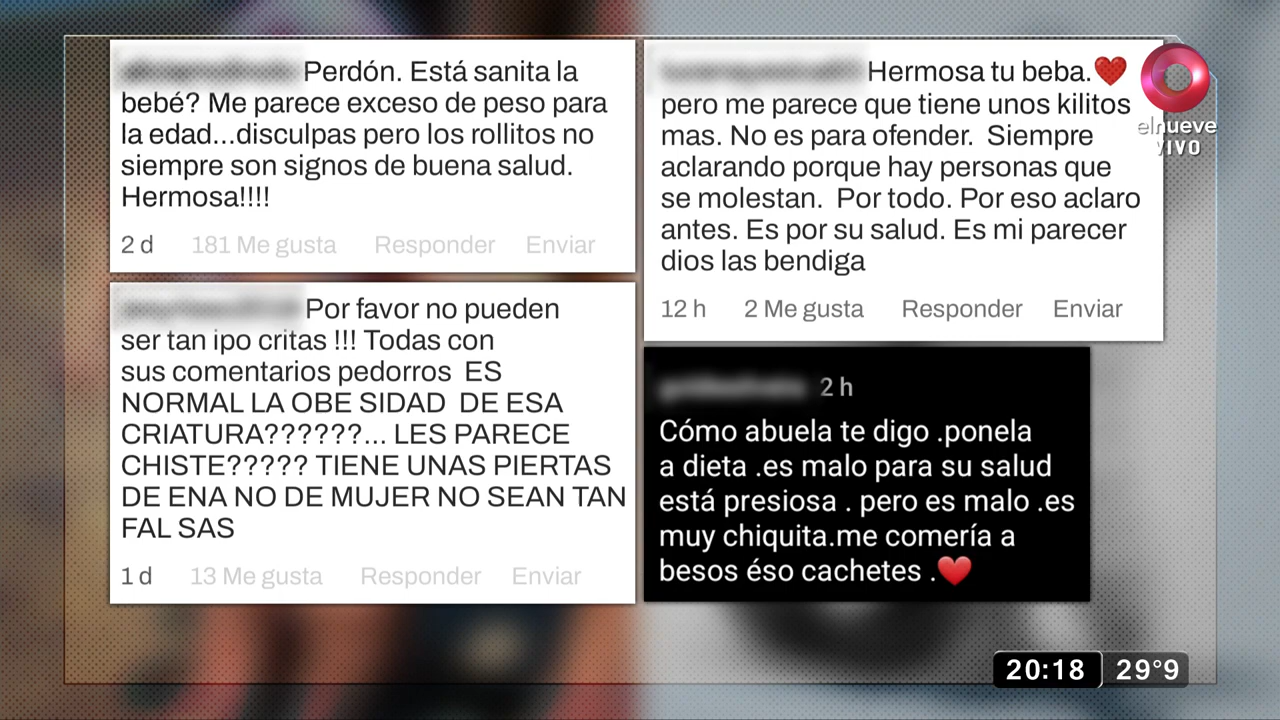 Perdón. Está sanita la
bebé? Me parece exceso de peso para
la edad...disculpas pero los rollitos no
siempre son signos de buena salud.
Hermosa!!!!
2 d 181 Me gusta Responder Enviar
Por favor no pueden
ser tan ipo critas !!! Todas con
sus comentarios pedorros ES
NORMAL LA OBE SIDAD DE ESA
CRIATURA??????... LES PARECE
CHISTE????? TIENE UNAS PIERTAS
DE ENA NO DE MUJER NO SEAN TAN
FAL SAS
1 d 13 Me gusta Responder Enviar
Hermosa tu beba.❤️
pero me parece que tiene unos kilitos
mas. No es para ofender. Siempre
aclarando porque hay personas que
se molestan. Por todo. Por eso aclaro
antes. Es por su salud. Es mi parecer
dios las bendiga
12 h 2 Me gusta Responder Enviar
2 h
Cómo abuela te digo .ponela
a dieta .es malo para su salud
está presiosa . pero es malo .es
muy chiquita.me comería a
besos éso cachetes .❤️
elnueve
VIVO
20:18 29°9